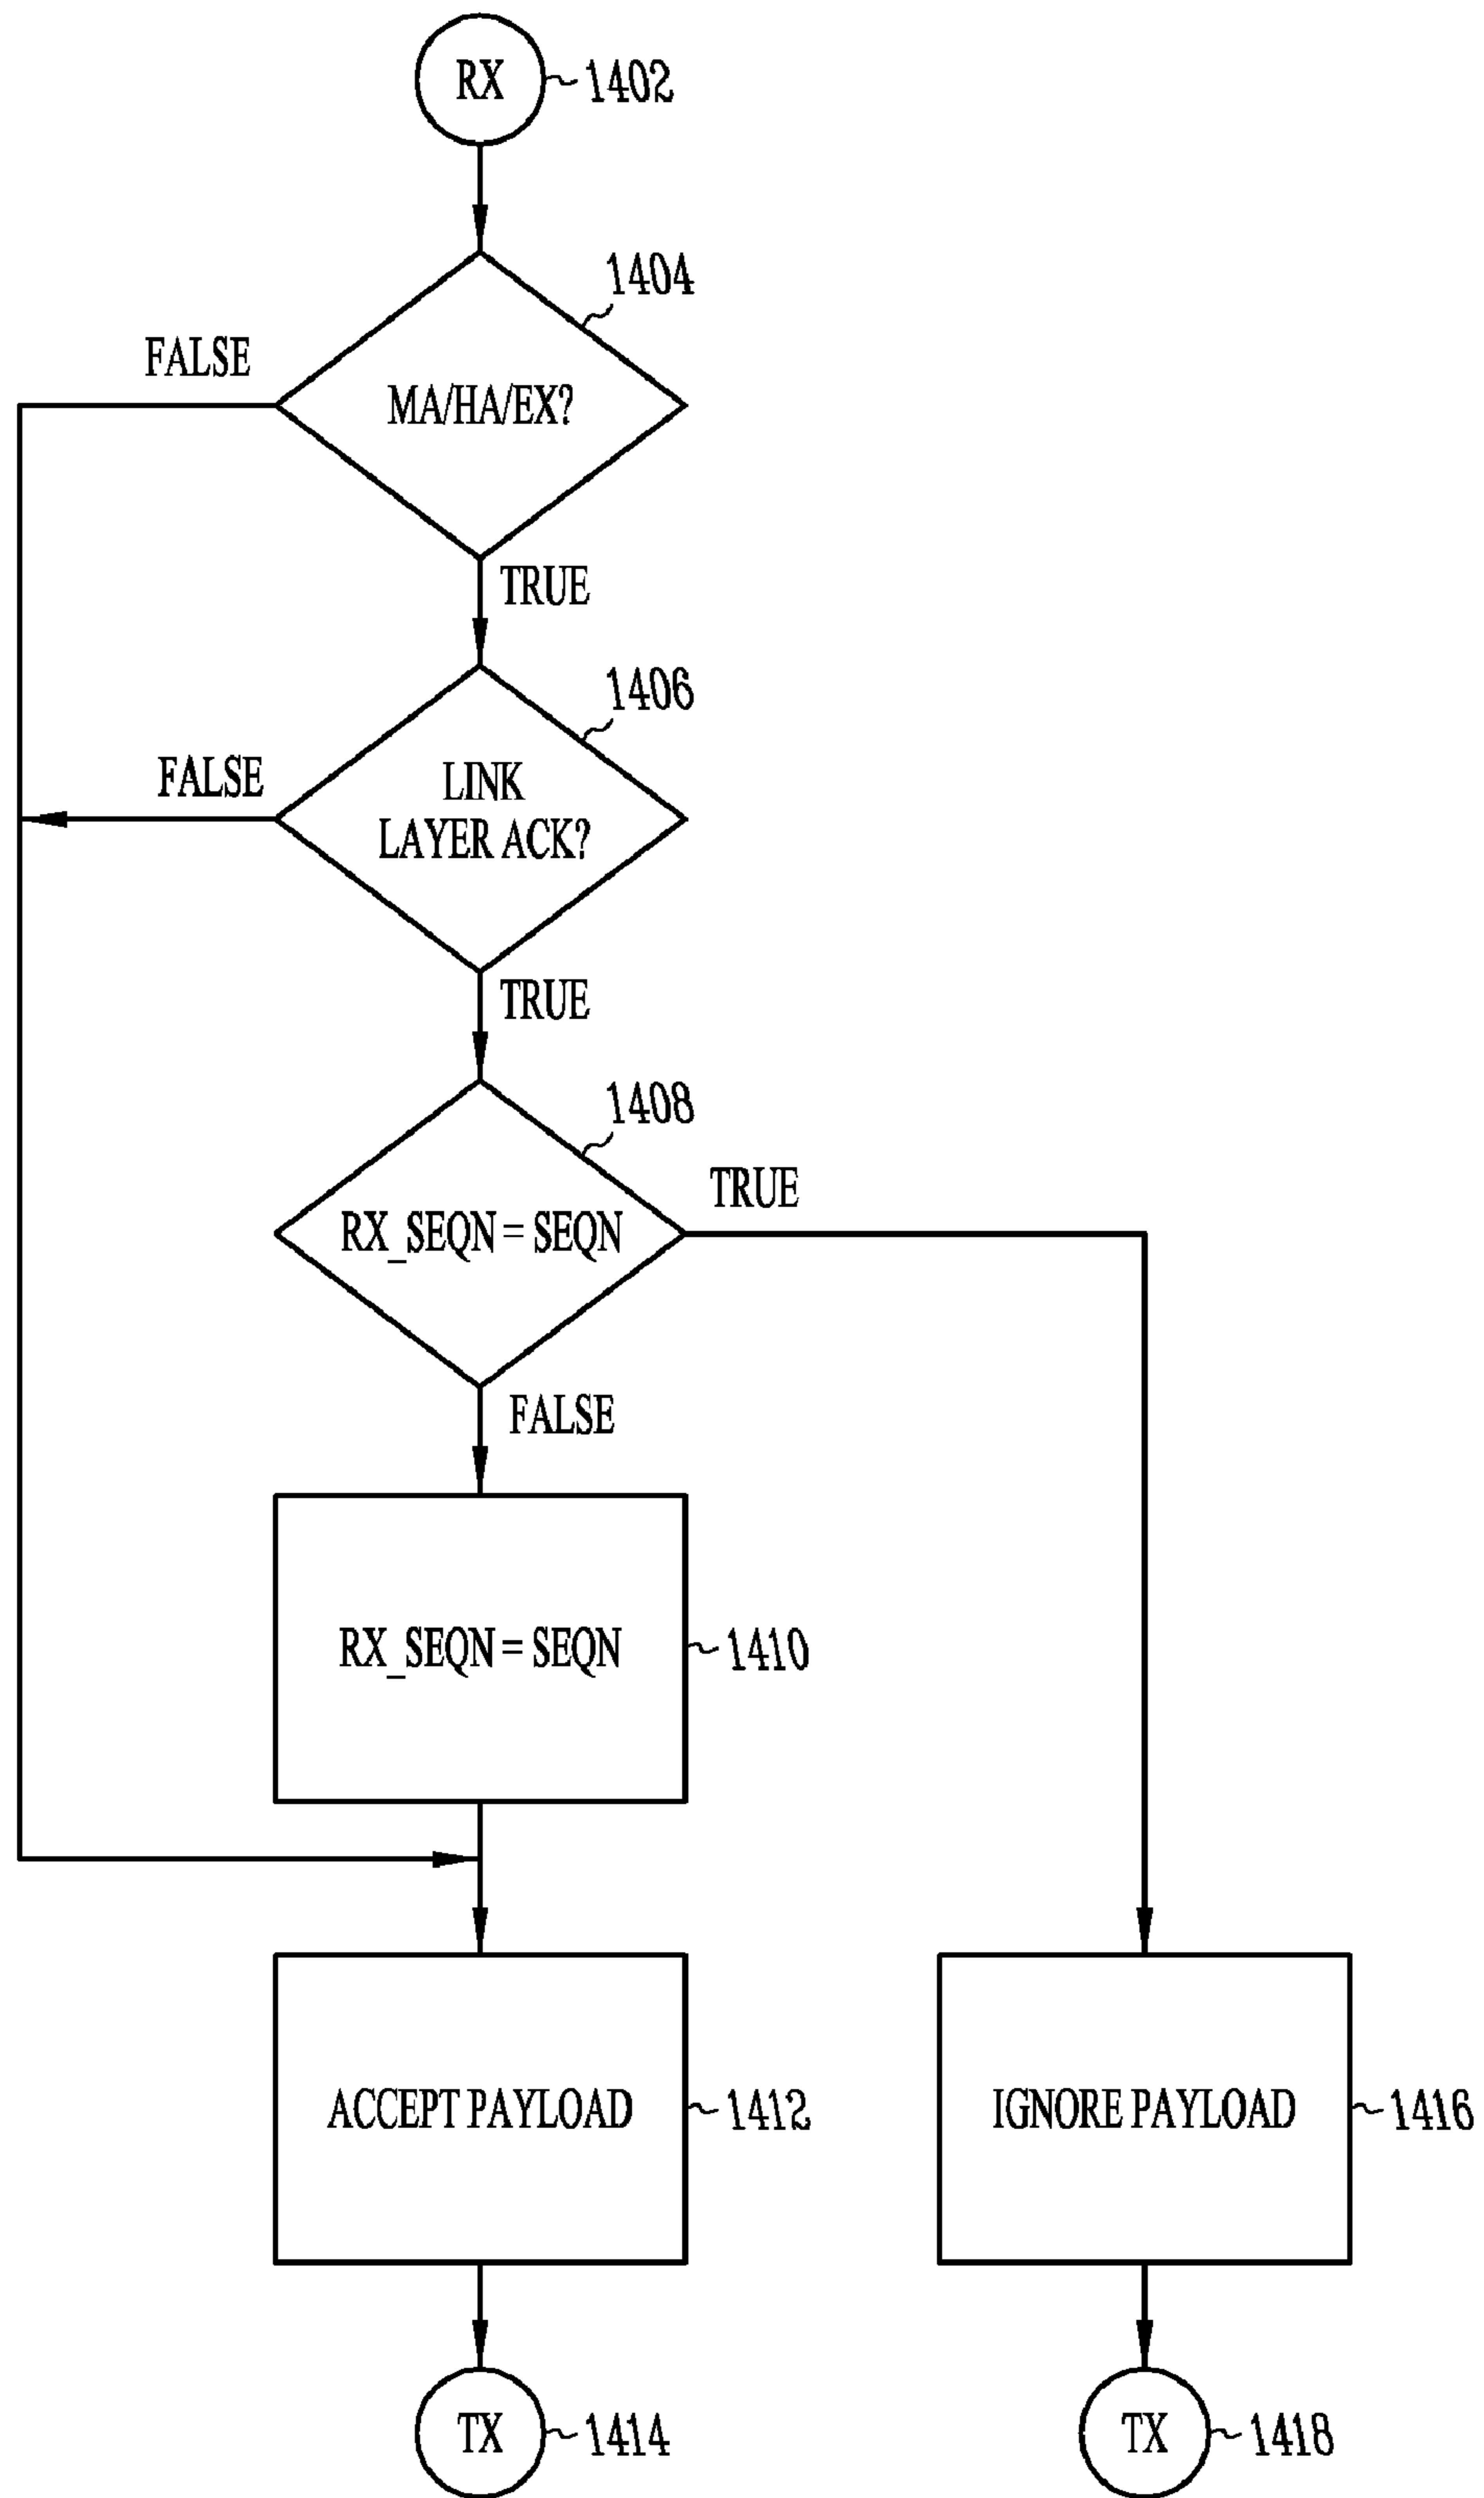 RX
1402
1404
FALSE
MA/HA/EX?
TRUE
1406
FALSE
LINK
LAYER ACK?
TRUE
1408
TRUE
RX_SEQN = SEQN
FALSE
RX_SEQN = SEQN
1410
ACCEPT PAYLOAD
1412
IGNORE PAYLOAD
1416
TX
1414
TX
1418